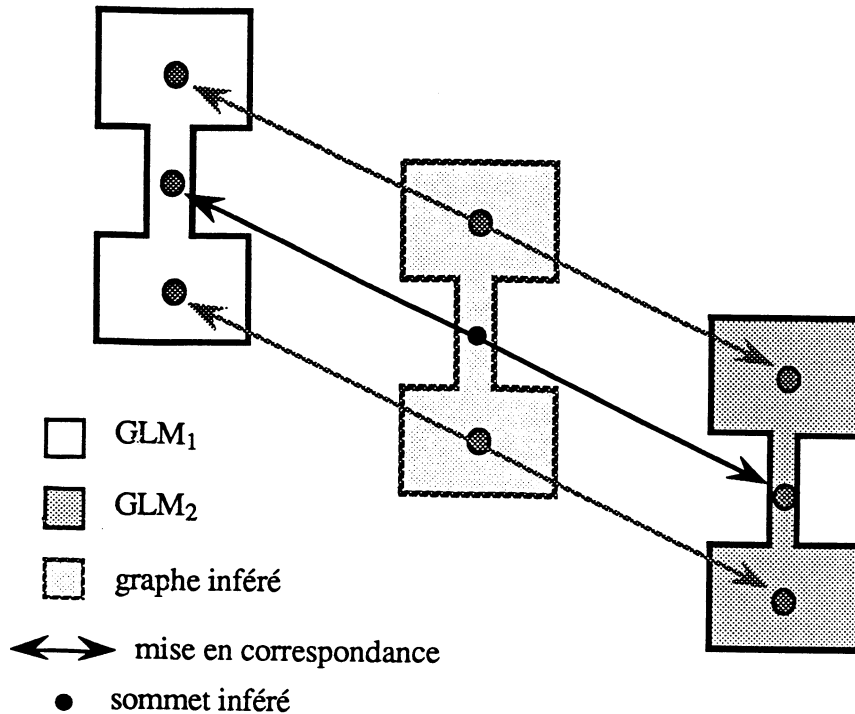 GLM₁
GLM₂
graphe inféré
mise en correspondance
sommet inféré